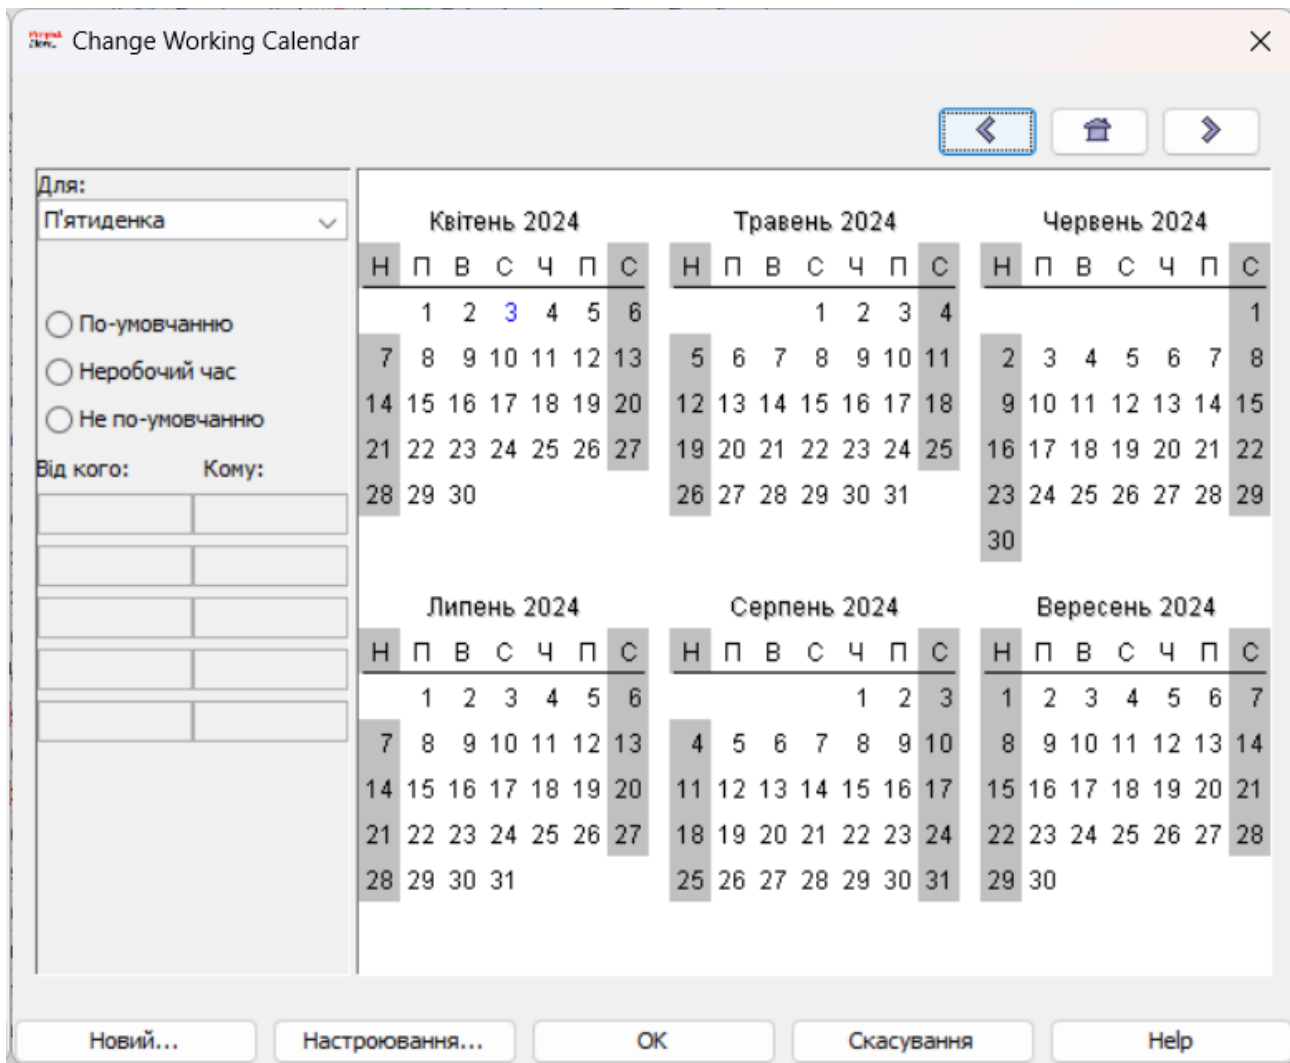 Change Working Calendar
Для:
П'ятиденка
По-умовчанню
Неробочий час
Не по-умовчанню
Від кого: Кому:
Квітень 2024
Н П В С Ч П С
1 2 3 4 5 6
7 8 9 10 11 12 13
14 15 16 17 18 19 20
21 22 23 24 25 26 27
28 29 30
Травень 2024
Н П В С Ч П С
1 2 3 4
5 6 7 8 9 10 11
12 13 14 15 16 17 18
19 20 21 22 23 24 25
26 27 28 29 30 31
Червень 2024
Н П В С Ч П С
1
2 3 4 5 6 7 8
9 10 11 12 13 14 15
16 17 18 19 20 21 22
23 24 25 26 27 28 29
30
Липень 2024
Н П В С Ч П С
1 2 3 4 5 6
7 8 9 10 11 12 13
14 15 16 17 18 19 20
21 22 23 24 25 26 27
28 29 30 31
Серпень 2024
Н П В С Ч П С
1 2 3
4 5 6 7 8 9 10
11 12 13 14 15 16 17
18 19 20 21 22 23 24
25 26 27 28 29 30 31
Вересень 2024
Н П В С Ч П С
1 2 3 4 5 6 7
8 9 10 11 12 13 14
15 16 17 18 19 20 21
22 23 24 25 26 27 28
29 30
Новий... Настроювання... OK Скасування Help